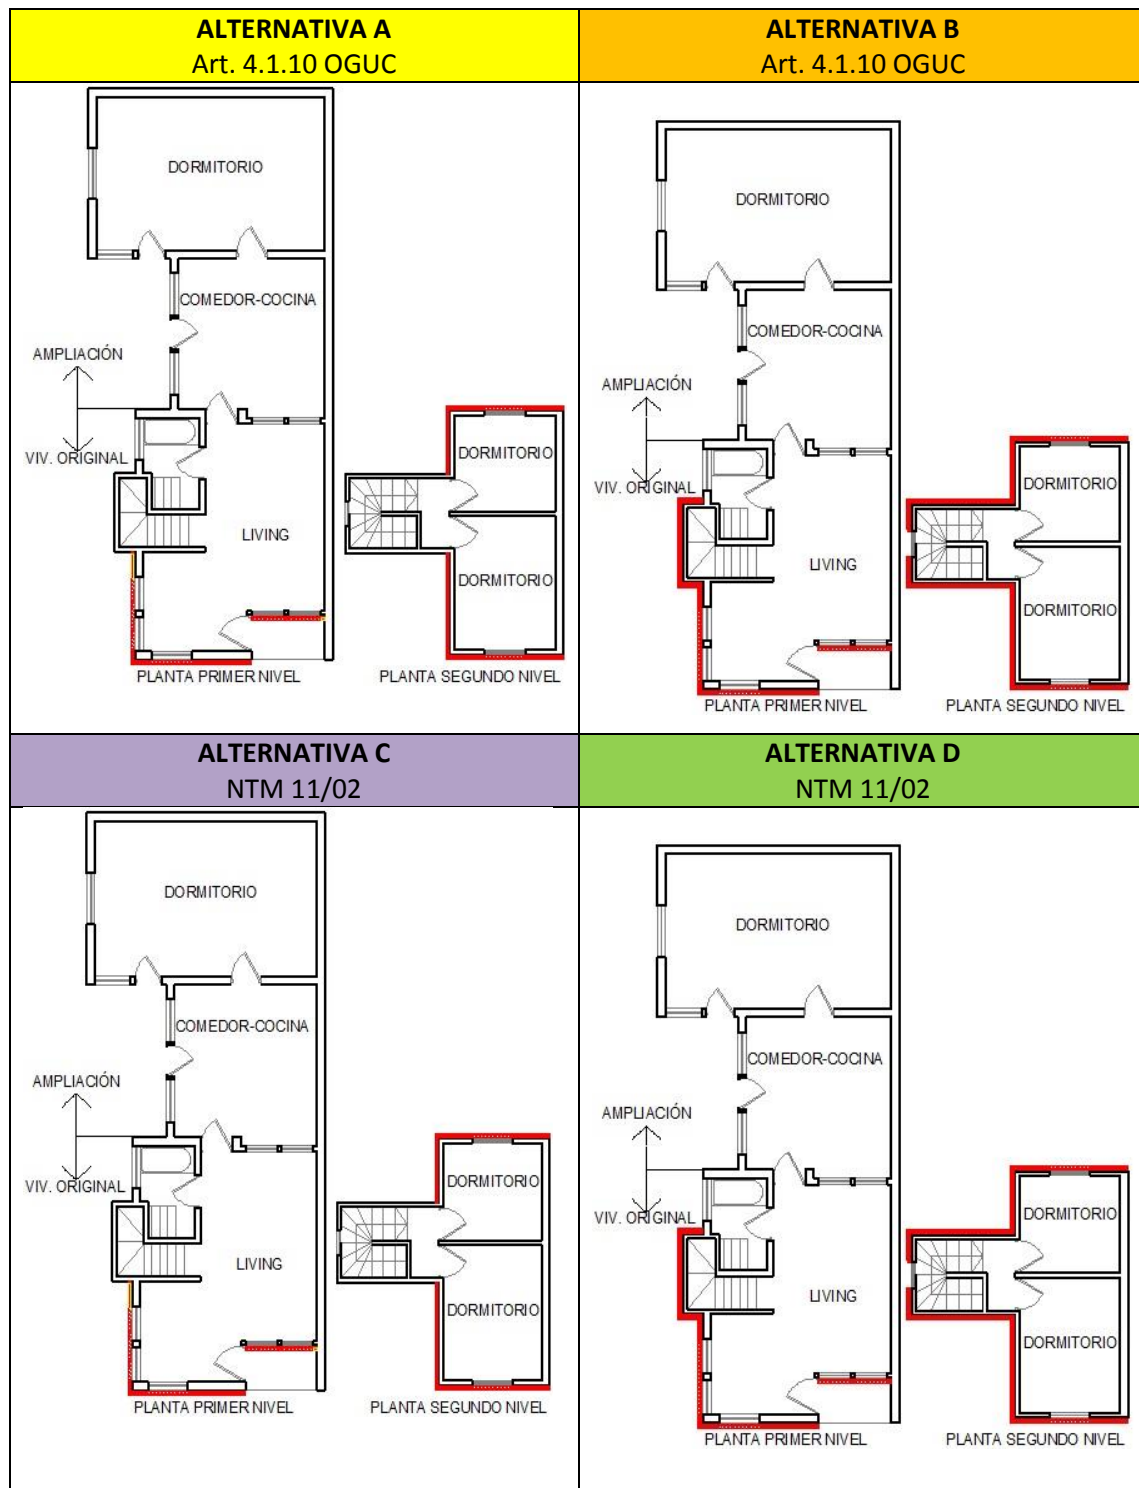 ALTERNATIVA A
Art. 4.1.10 OGUC
ALTERNATIVA B
Art. 4.1.10 OGUC
DORMITORIO
COMEDOR-COCINA
AMPLIACIÓN
VIV. ORIGINAL
LIVING
DORMITORIO
DORMITORIO
PLANTA PRIMER NIVEL
PLANTA SEGUNDO NIVEL
DORMITORIO
COMEDOR-COCINA
AMPLIACIÓN
VIV. ORIGINAL
LIVING
DORMITORIO
DORMITORIO
PLANTA PRIMER NIVEL
PLANTA SEGUNDO NIVEL
ALTERNATIVA C
NTM 11/02
ALTERNATIVA D
NTM 11/02
DORMITORIO
COMEDOR-COCINA
AMPLIACIÓN
VIV. ORIGINAL
LIVING
DORMITORIO
DORMITORIO
PLANTA PRIMER NIVEL
PLANTA SEGUNDO NIVEL
DORMITORIO
COMEDOR-COCINA
AMPLIACIÓN
VIV. ORIGINAL
LIVING
DORMITORIO
DORMITORIO
PLANTA PRIMER NIVEL
PLANTA SEGUNDO NIVEL